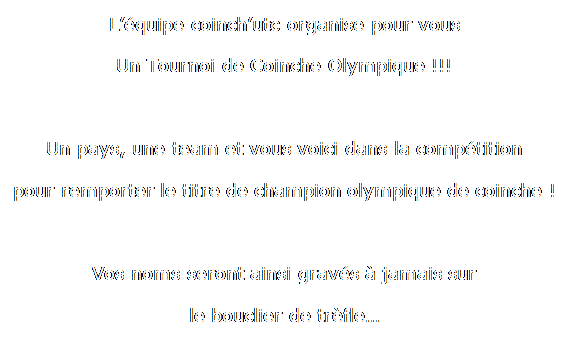 L'équipe coinch'utc organise pour vous
Un Tournoi de Coinche Olympique !!!
Un pays, une team et vous voici dans la compétition
pour remporter le titre de champion olympique de coinche !
Vos noms seront ainsi gravés à jamais sur
le bouclier de trèfle...